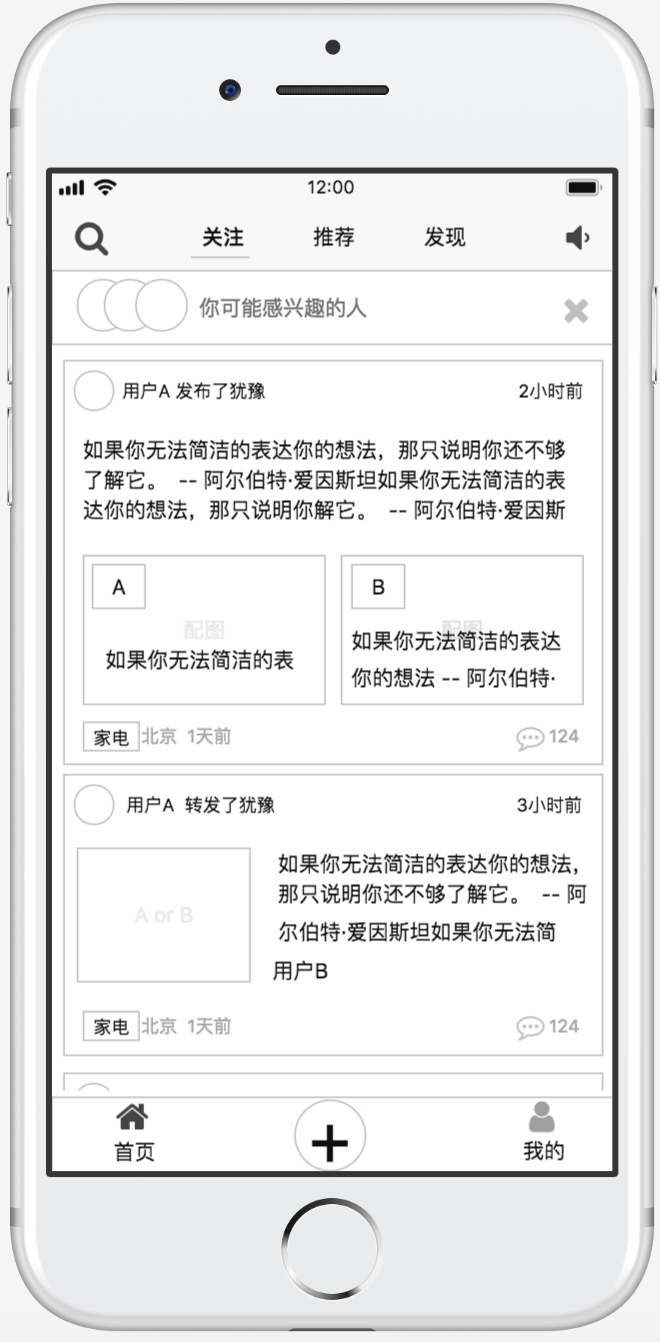 12:00
关注 推荐 发现
你可能感兴趣的人
用户A 发布了犹豫 2小时前
如果你无法简洁的表达你的想法，那只说明你还不够
了解它。 -- 阿尔伯特·爱因斯坦如果你无法简洁的表
达你的想法，那只说明你解它。 -- 阿尔伯特·爱因斯
A
配图
如果你无法简洁的表
B
配图
如果你无法简洁的表达
你的想法 -- 阿尔伯特·
家电 北京 1天前 124
用户A 转发了犹豫 3小时前
A or B
如果你无法简洁的表达你的想法，
那只说明你还不够了解它。 -- 阿
尔伯特·爱因斯坦如果你无法简
用户B
家电 北京 1天前 124
首页 我的